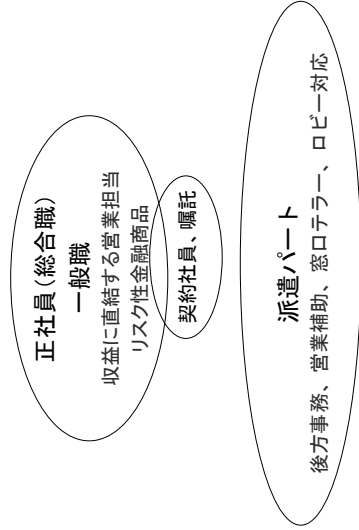 正社員（総合職）
一般職
収益に直結する営業担当
リスク性金融商品
契約社員、嘱託
派遣パート
後方事務、営業補助、窓口テラー、ロビー対応